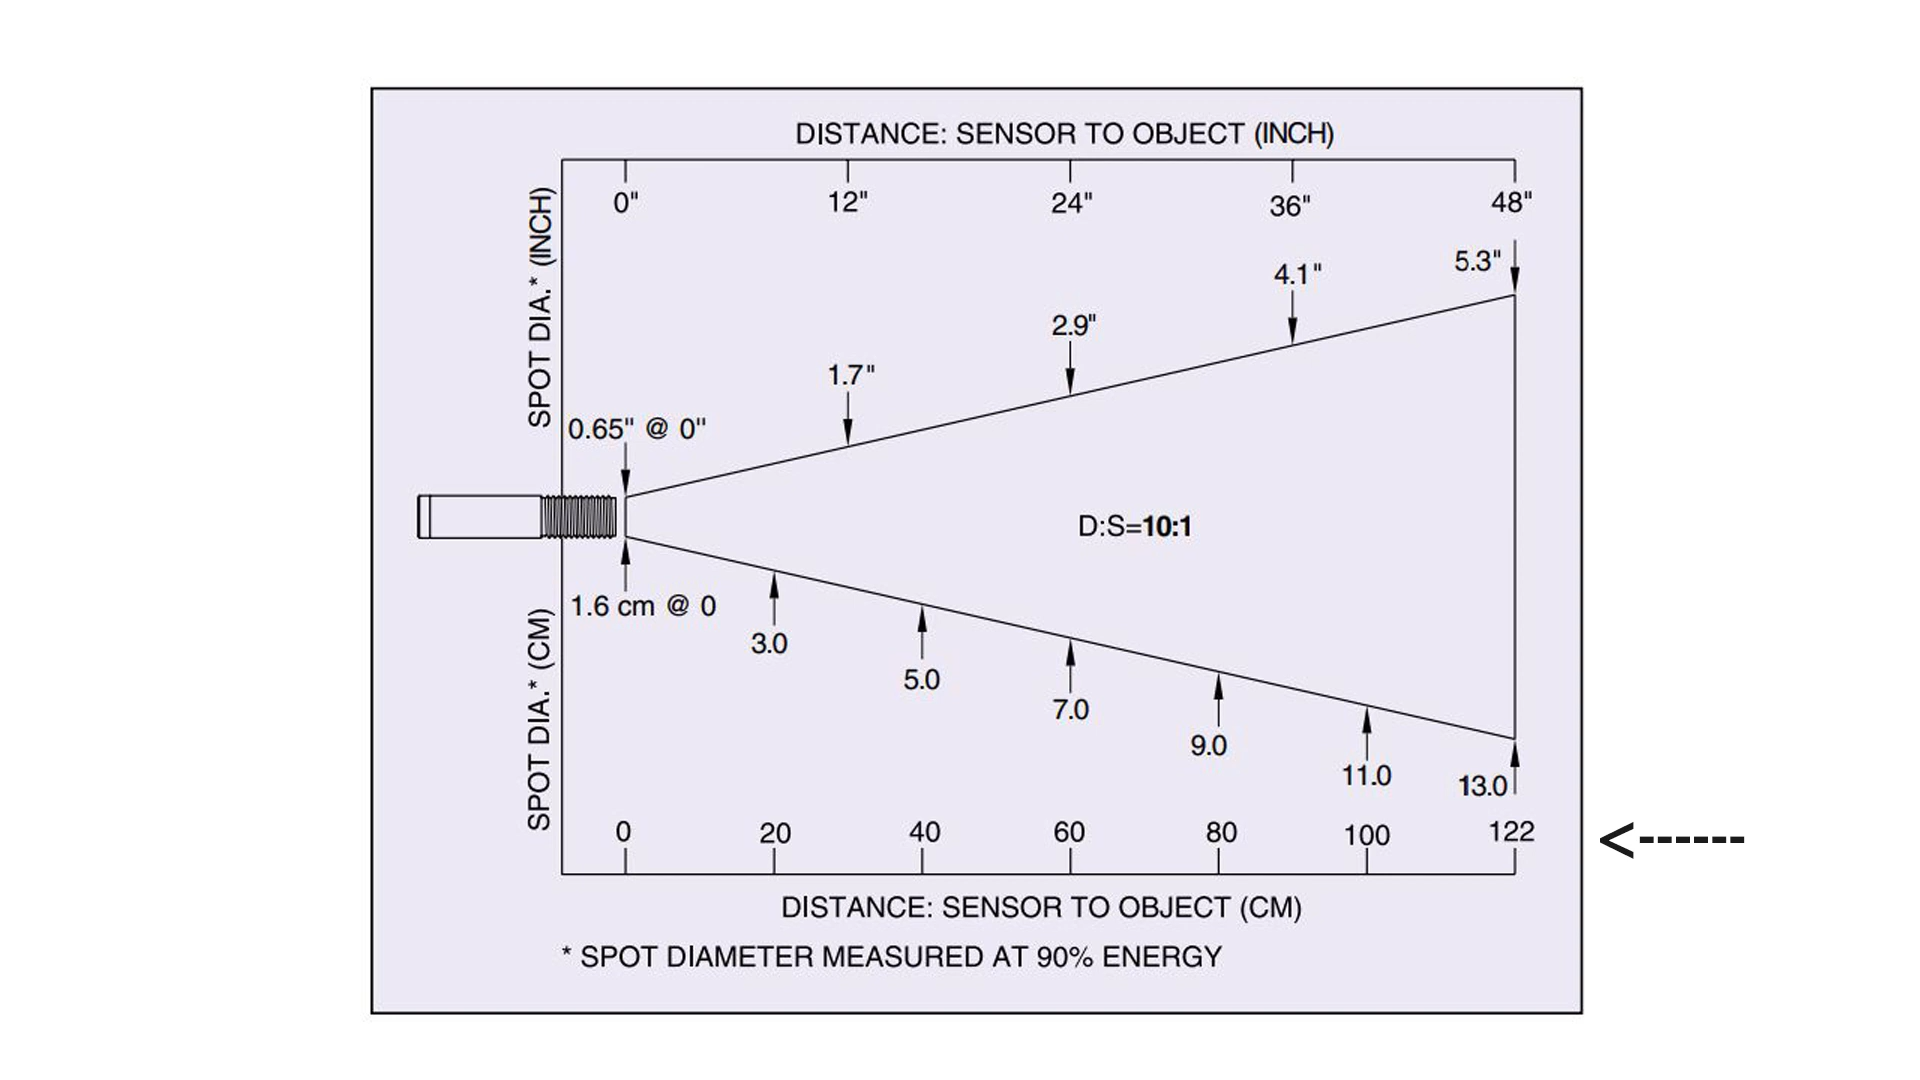 DISTANCE: SENSOR TO OBJECT (INCH)
0" 12" 24" 36" 48"
SPOT DIA.* (INCH)
5.3"
4.1"
2.9"
1.7"
0.65" @ 0"
D:S=10:1
1.6 cm @ 0
3.0
5.0
7.0
9.0
11.0
13.0
SPOT DIA.* (CM)
0 20 40 60 80 100 122
<------
DISTANCE: SENSOR TO OBJECT (CM)
* SPOT DIAMETER MEASURED AT 90% ENERGY